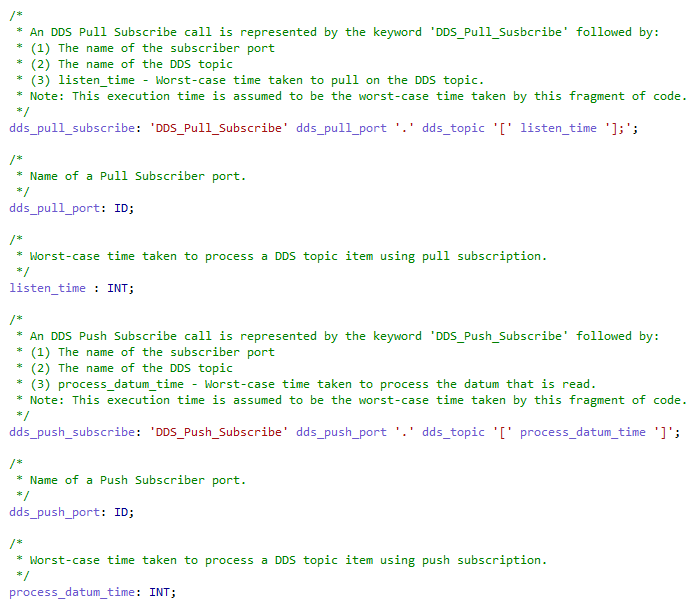 /*
 * An DDS Pull Subscribe call is represented by the keyword 'DDS_Pull_Susbcribe' followed by:
 * (1) The name of the subscriber port
 * (2) The name of the DDS topic
 * (3) listen_time - Worst-case time taken to pull on the DDS topic.
 * Note: This execution time is assumed to be the worst-case time taken by this fragment of code.
 */
dds_pull_subscribe: 'DDS_Pull_Subscribe' dds_pull_port '.' dds_topic '[' listen_time '];';
/*
 * Name of a Pull Subscriber port.
 */
dds_pull_port: ID;
/*
 * Worst-case time taken to process a DDS topic item using pull subscription.
 */
listen_time : INT;
/*
 * An DDS Push Subscribe call is represented by the keyword 'DDS_Push_Subscribe' followed by:
 * (1) The name of the subscriber port
 * (2) The name of the DDS topic
 * (3) process_datum_time - Worst-case time taken to process the datum that is read.
 * Note: This execution time is assumed to be the worst-case time taken by this fragment of code.
 */
dds_push_subscribe: 'DDS_Push_Subscribe' dds_push_port '.' dds_topic '[' process_datum_time ']';
/*
 * Name of a Push Subscriber port.
 */
dds_push_port: ID;
/*
 * Worst-case time taken to process a DDS topic item using push subscription.
 */
process_datum_time: INT;